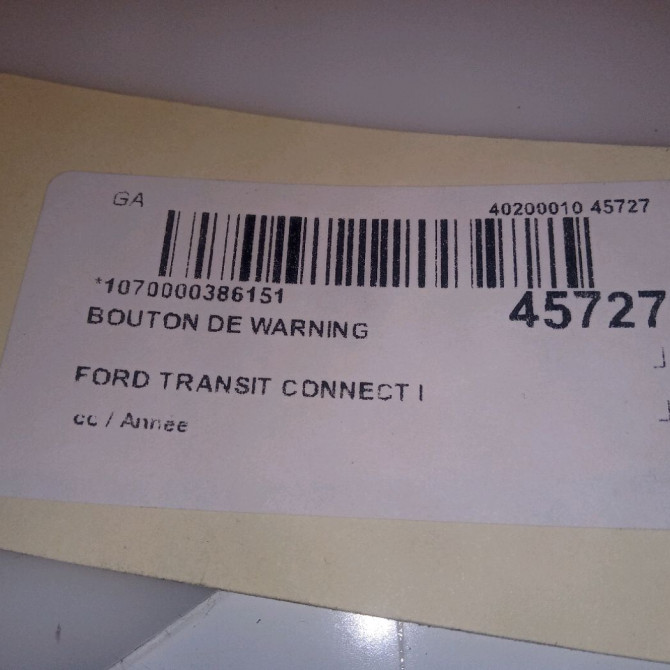 GA
40200010 45727
*1070000386151
45727
BOUTON DE WARNING
FORD TRANSIT CONNECT I
cc / Année